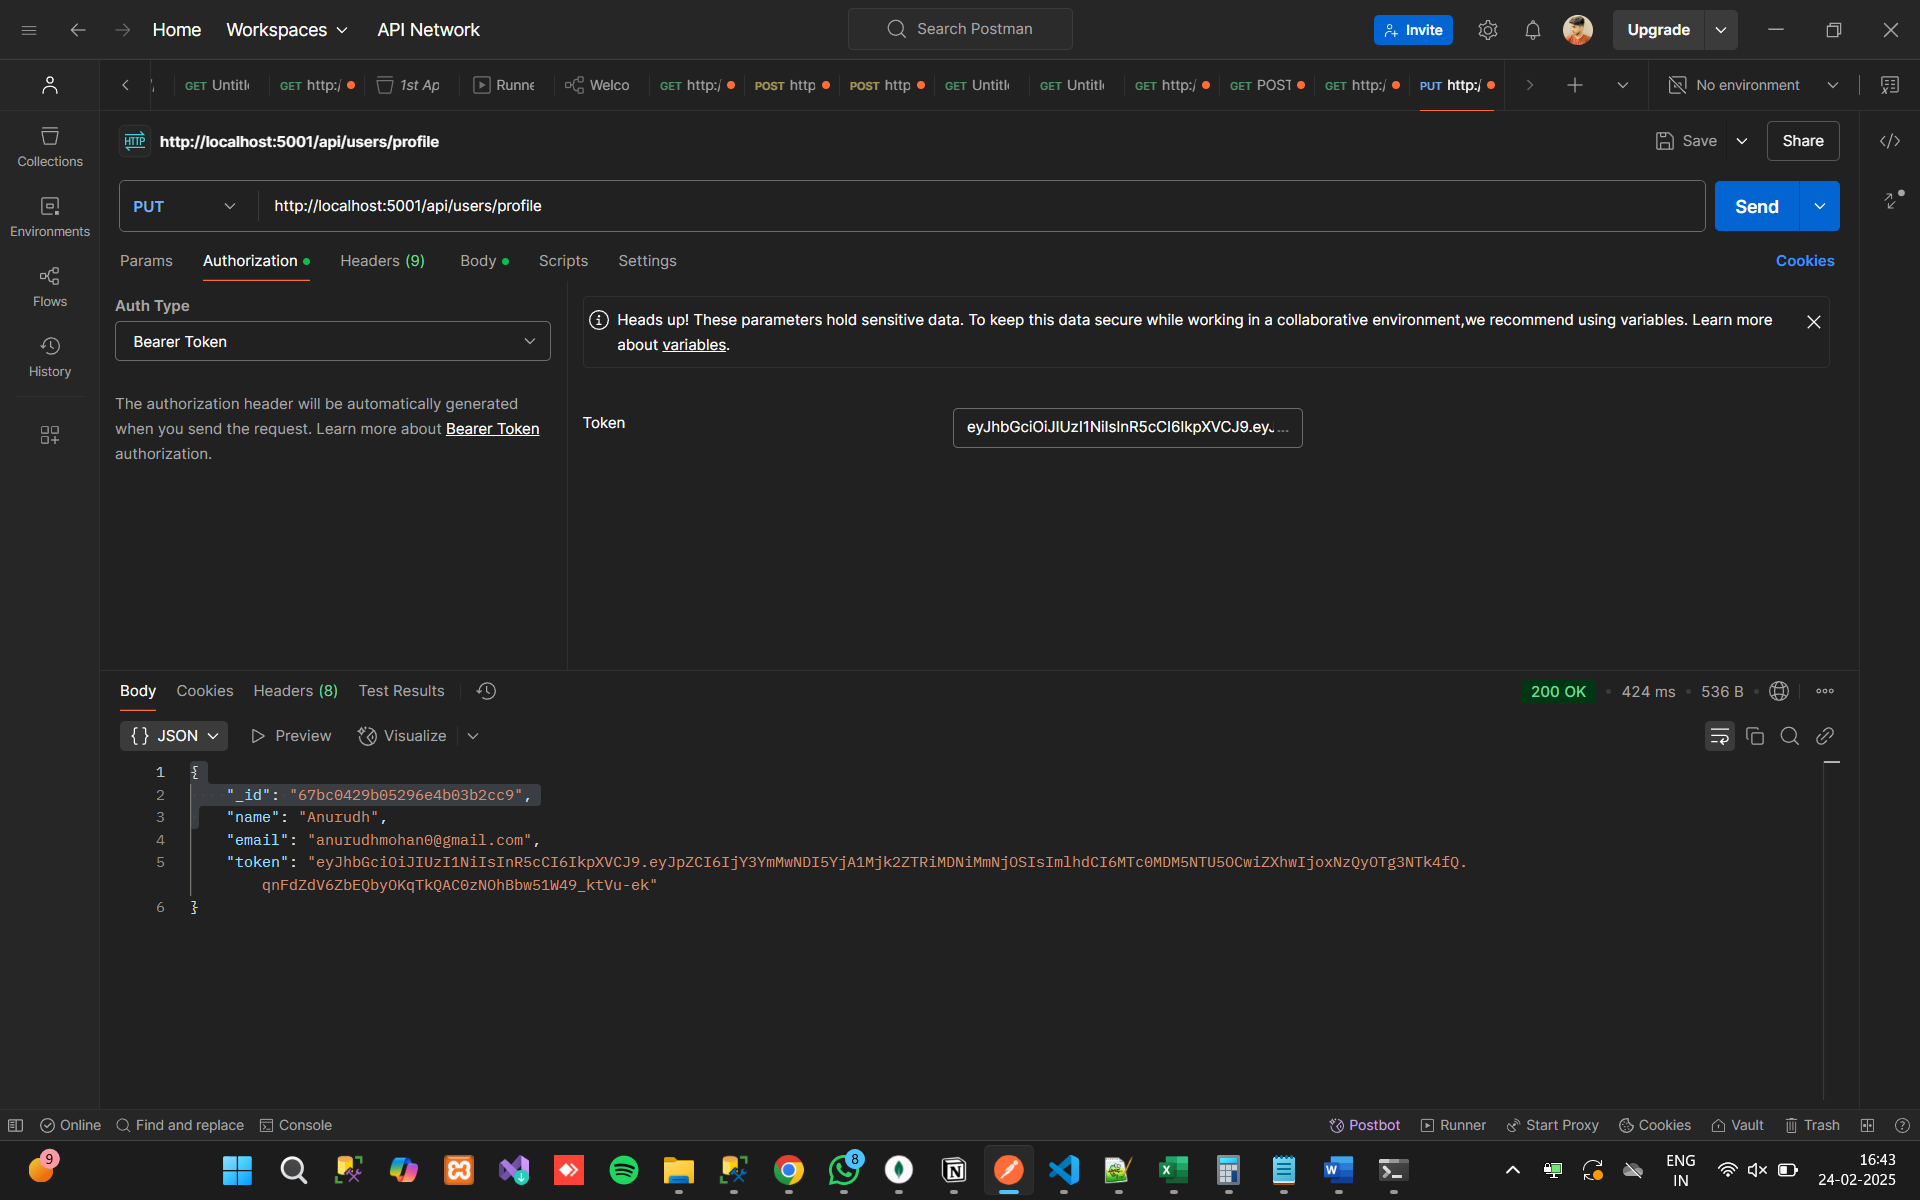 Home Workspaces API Network Search Postman Invite Upgrade
GET Untitle GET http:/ 1st Ap Runne Welco GET http:/ POST http POST http GET Untitle GET Untitle GET http:/ GET POST GET http:/ PUT http:/ No environment
HTTP http://localhost:5001/api/users/profile Save Share
Collections
Environments
Flows
History
PUT http://localhost:5001/api/users/profile Send
Params Authorization Headers (9) Body Scripts Settings Cookies
Auth Type
Bearer Token
The authorization header will be automatically generated
when you send the request. Learn more about Bearer Token
authorization.
Heads up! These parameters hold sensitive data. To keep this data secure while working in a collaborative environment,we recommend using variables. Learn more
about variables.
Token eyJhbGciOiJIUzI1NiIsInR5cCI6IkpXVCJ9.eyJ...
Body Cookies Headers (8) Test Results 200 OK 424 ms 536 B
{} JSON Preview Visualize
1 {
2 "_id": "67bc0429b05296e4b03b2cc9",
3 "name": "Anurudh",
4 "email": "anurudhmohan0@gmail.com",
5 "token": "eyJhbGciOiJIUzI1NiIsInR5cCI6IkpXVCJ9.eyJpZCI6IjY3YmMwNDI5YjA1Mjk2ZTRiMDNiMmNjOSIsImlhdCI6MTc0MDM5NTU5OCwiZXhwIjoxNzQyOTg3NTk4fQ.
qnFdZdV6ZbEQbyOKqTkQAC0zNOhBbw51W49_ktVu-ek"
6 }
Online Find and replace Console Postbot Runner Start Proxy Cookies Vault Trash
9 8 ENG 16:43
IN 24-02-2025